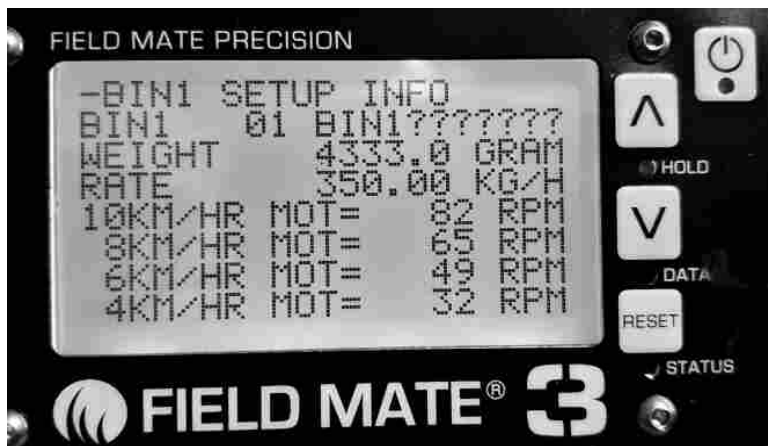 FIELD MATE PRECISION
-BIN1 SETUP INFO
BIN1 01 BIN1???????
WEIGHT 4333.0 GRAM
RATE 350.00 KG/H
10KM/HR MOT= 82 RPM
8KM/HR MOT= 65 RPM
6KM/HR MOT= 49 RPM
4KM/HR MOT= 32 RPM
HOLD
DATA
RESET
STATUS
FIELD MATE® 3